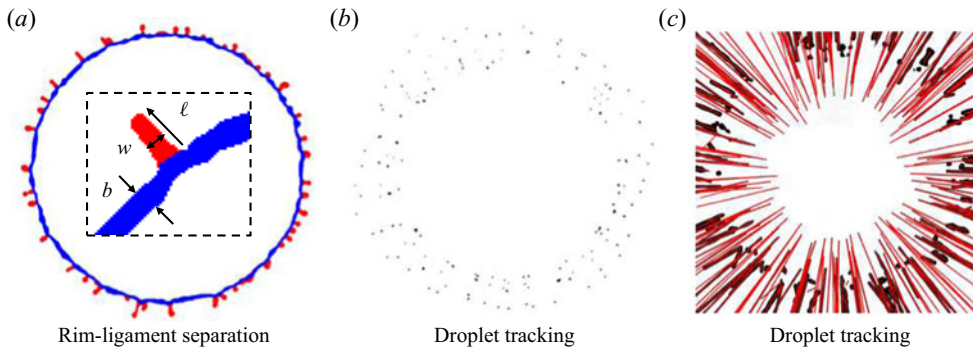 (a)
(b)
(c)
ℓ
w
b
Rim-ligament separation
Droplet tracking
Droplet tracking